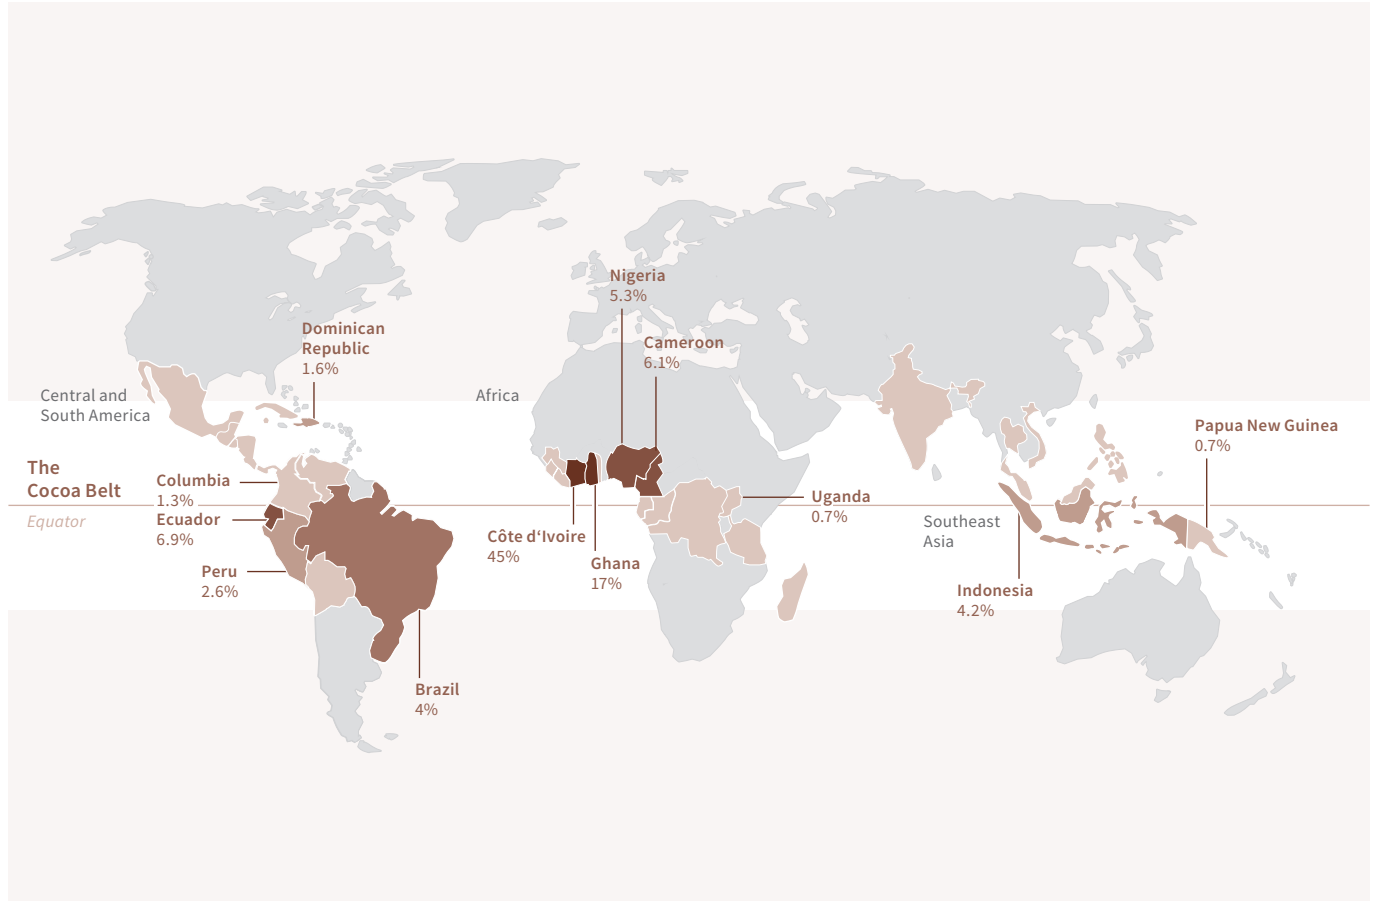 Nigeria
5.3%
Dominican
Republic
1.6%
Cameroon
6.1%
Central and
South America
Africa
Papua New Guinea
0.7%
The
Cocoa Belt
Columbia
1.3%
Uganda
0.7%
Equator
Ecuador
6.9%
Southeast
Asia
Côte d‘Ivoire
45%
Ghana
17%
Peru
2.6%
Indonesia
4.2%
Brazil
4%